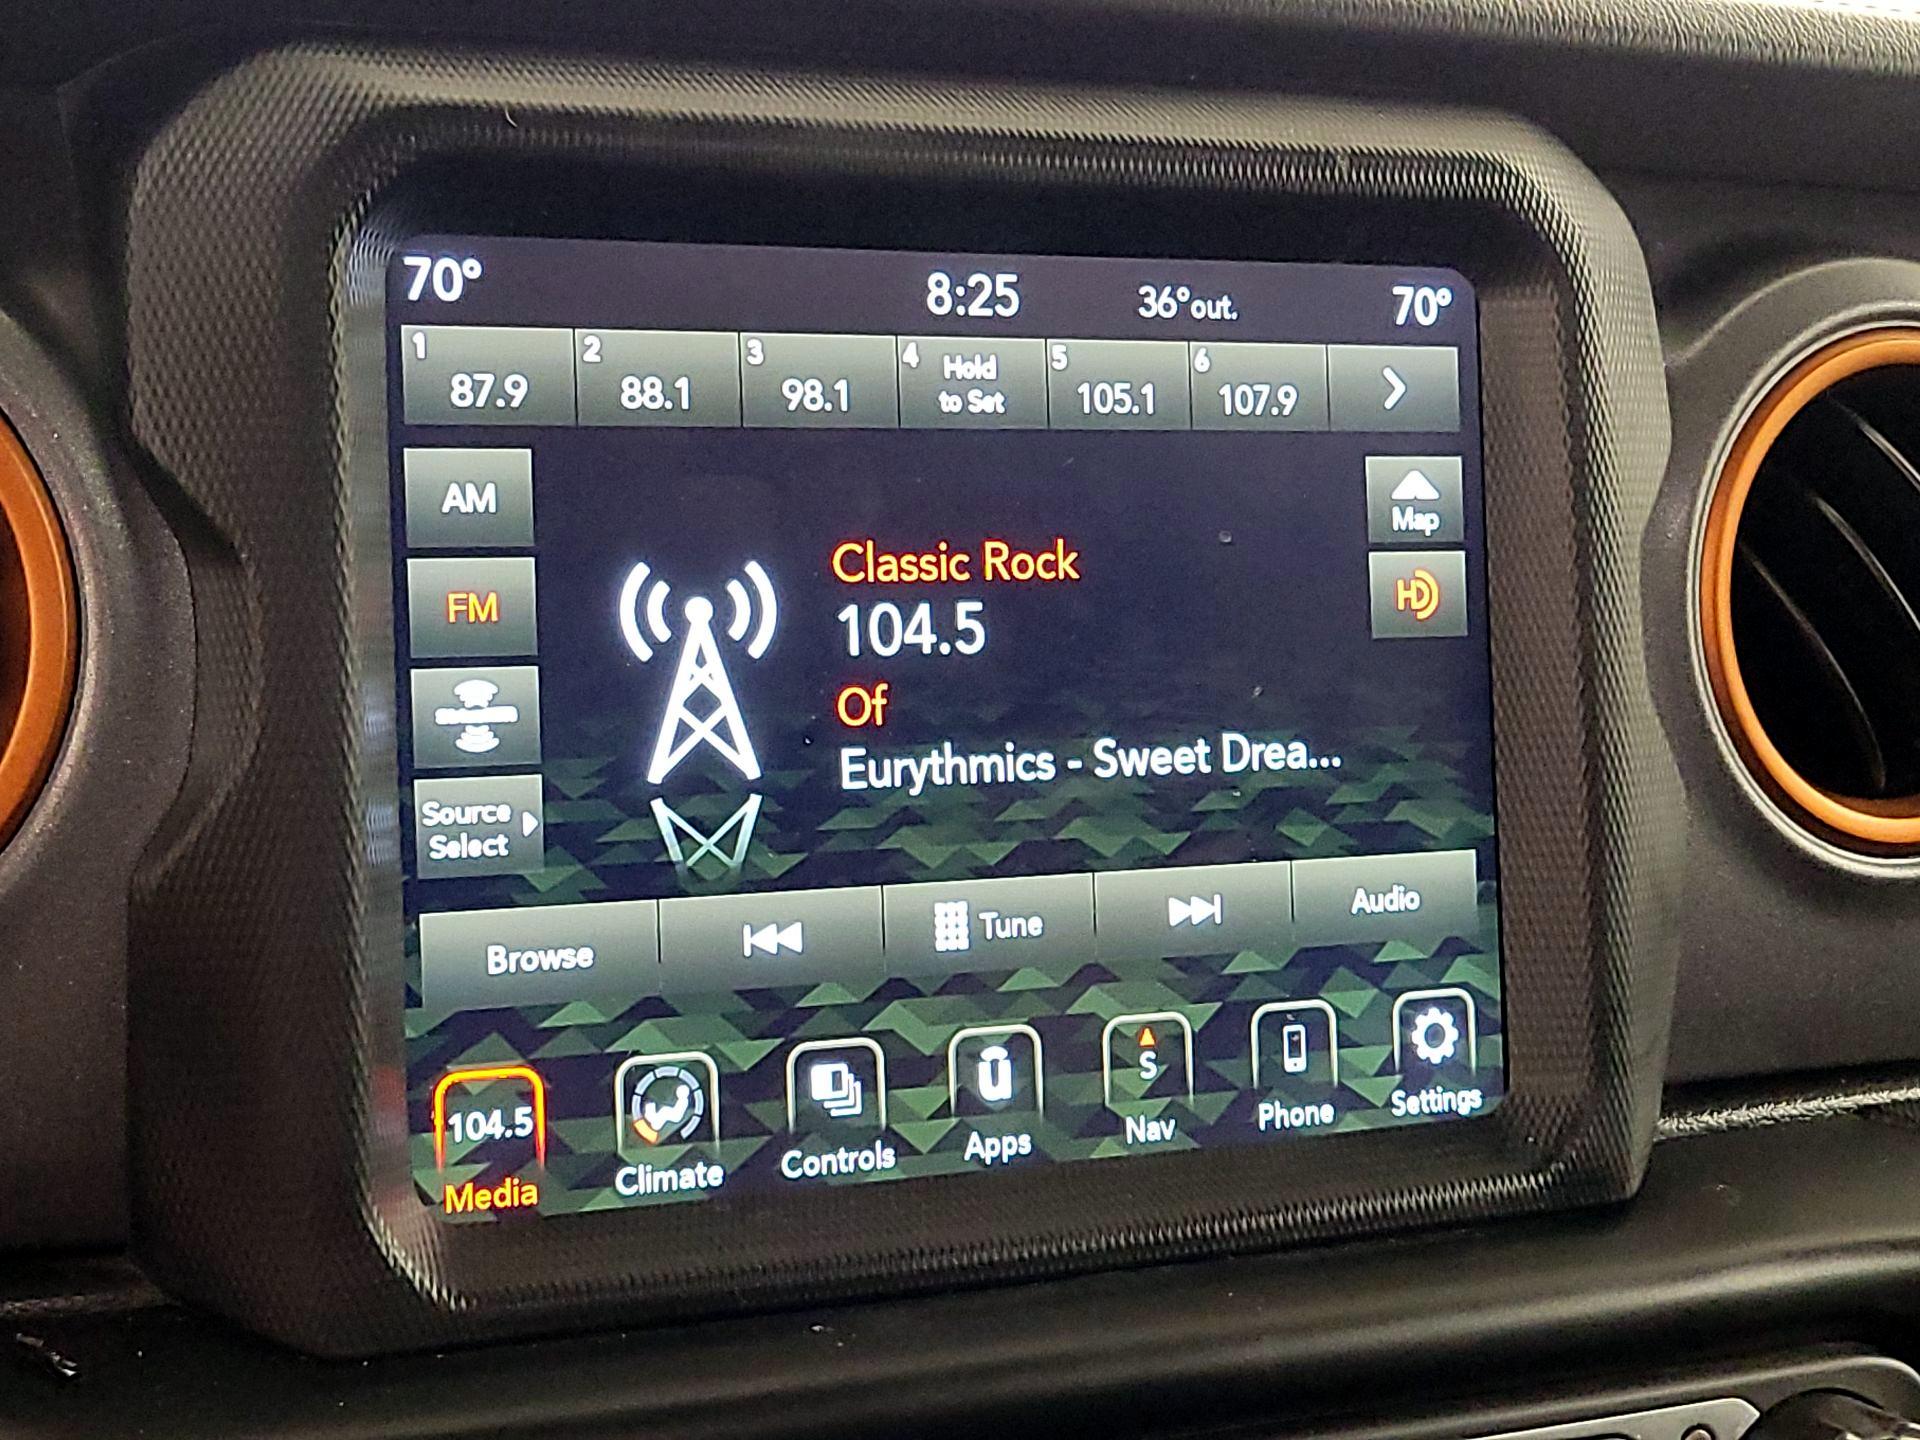 70° 8:25 36°out. 70°
1 87.9 2 88.1 3 98.1 4 Hold to Set 5 105.1 6 107.9
AM
FM
Source
Select
Map
HD
Classic Rock
104.5
Of
Eurythmics - Sweet Drea...
Browse Tune Audio
104.5 S
Media Climate Controls Apps Nav Phone Settings